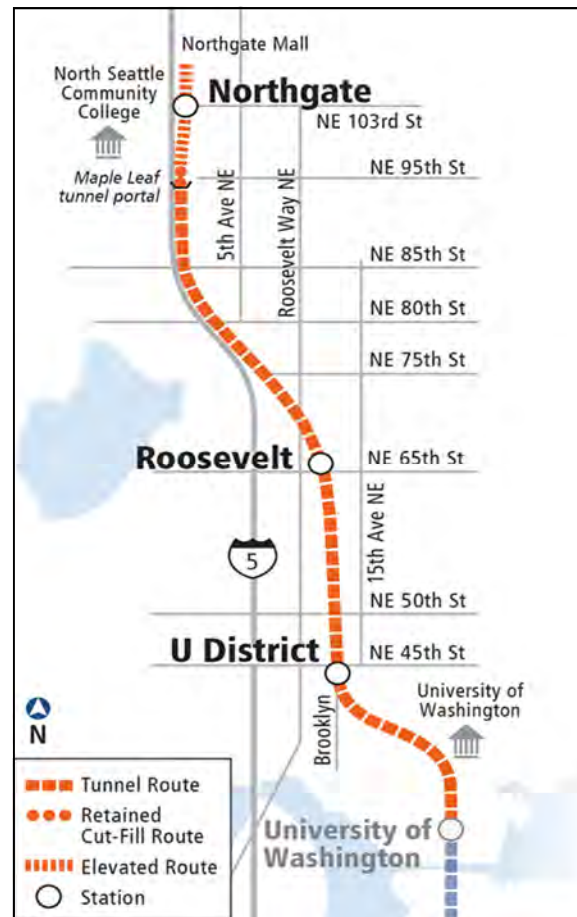 Northgate Mall
North Seattle
Community
College
Northgate
NE 103rd St
Maple Leaf
tunnel portal
NE 95th St
5th Ave NE
Roosevelt Way NE
NE 85th St
NE 80th St
NE 75th St
Roosevelt
NE 65th St
15th Ave NE
5
NE 50th St
U District
NE 45th St
University of
Washington
Brooklyn
N
Tunnel Route
Retained
Cut-Fill Route
Elevated Route
Station
University of
Washington